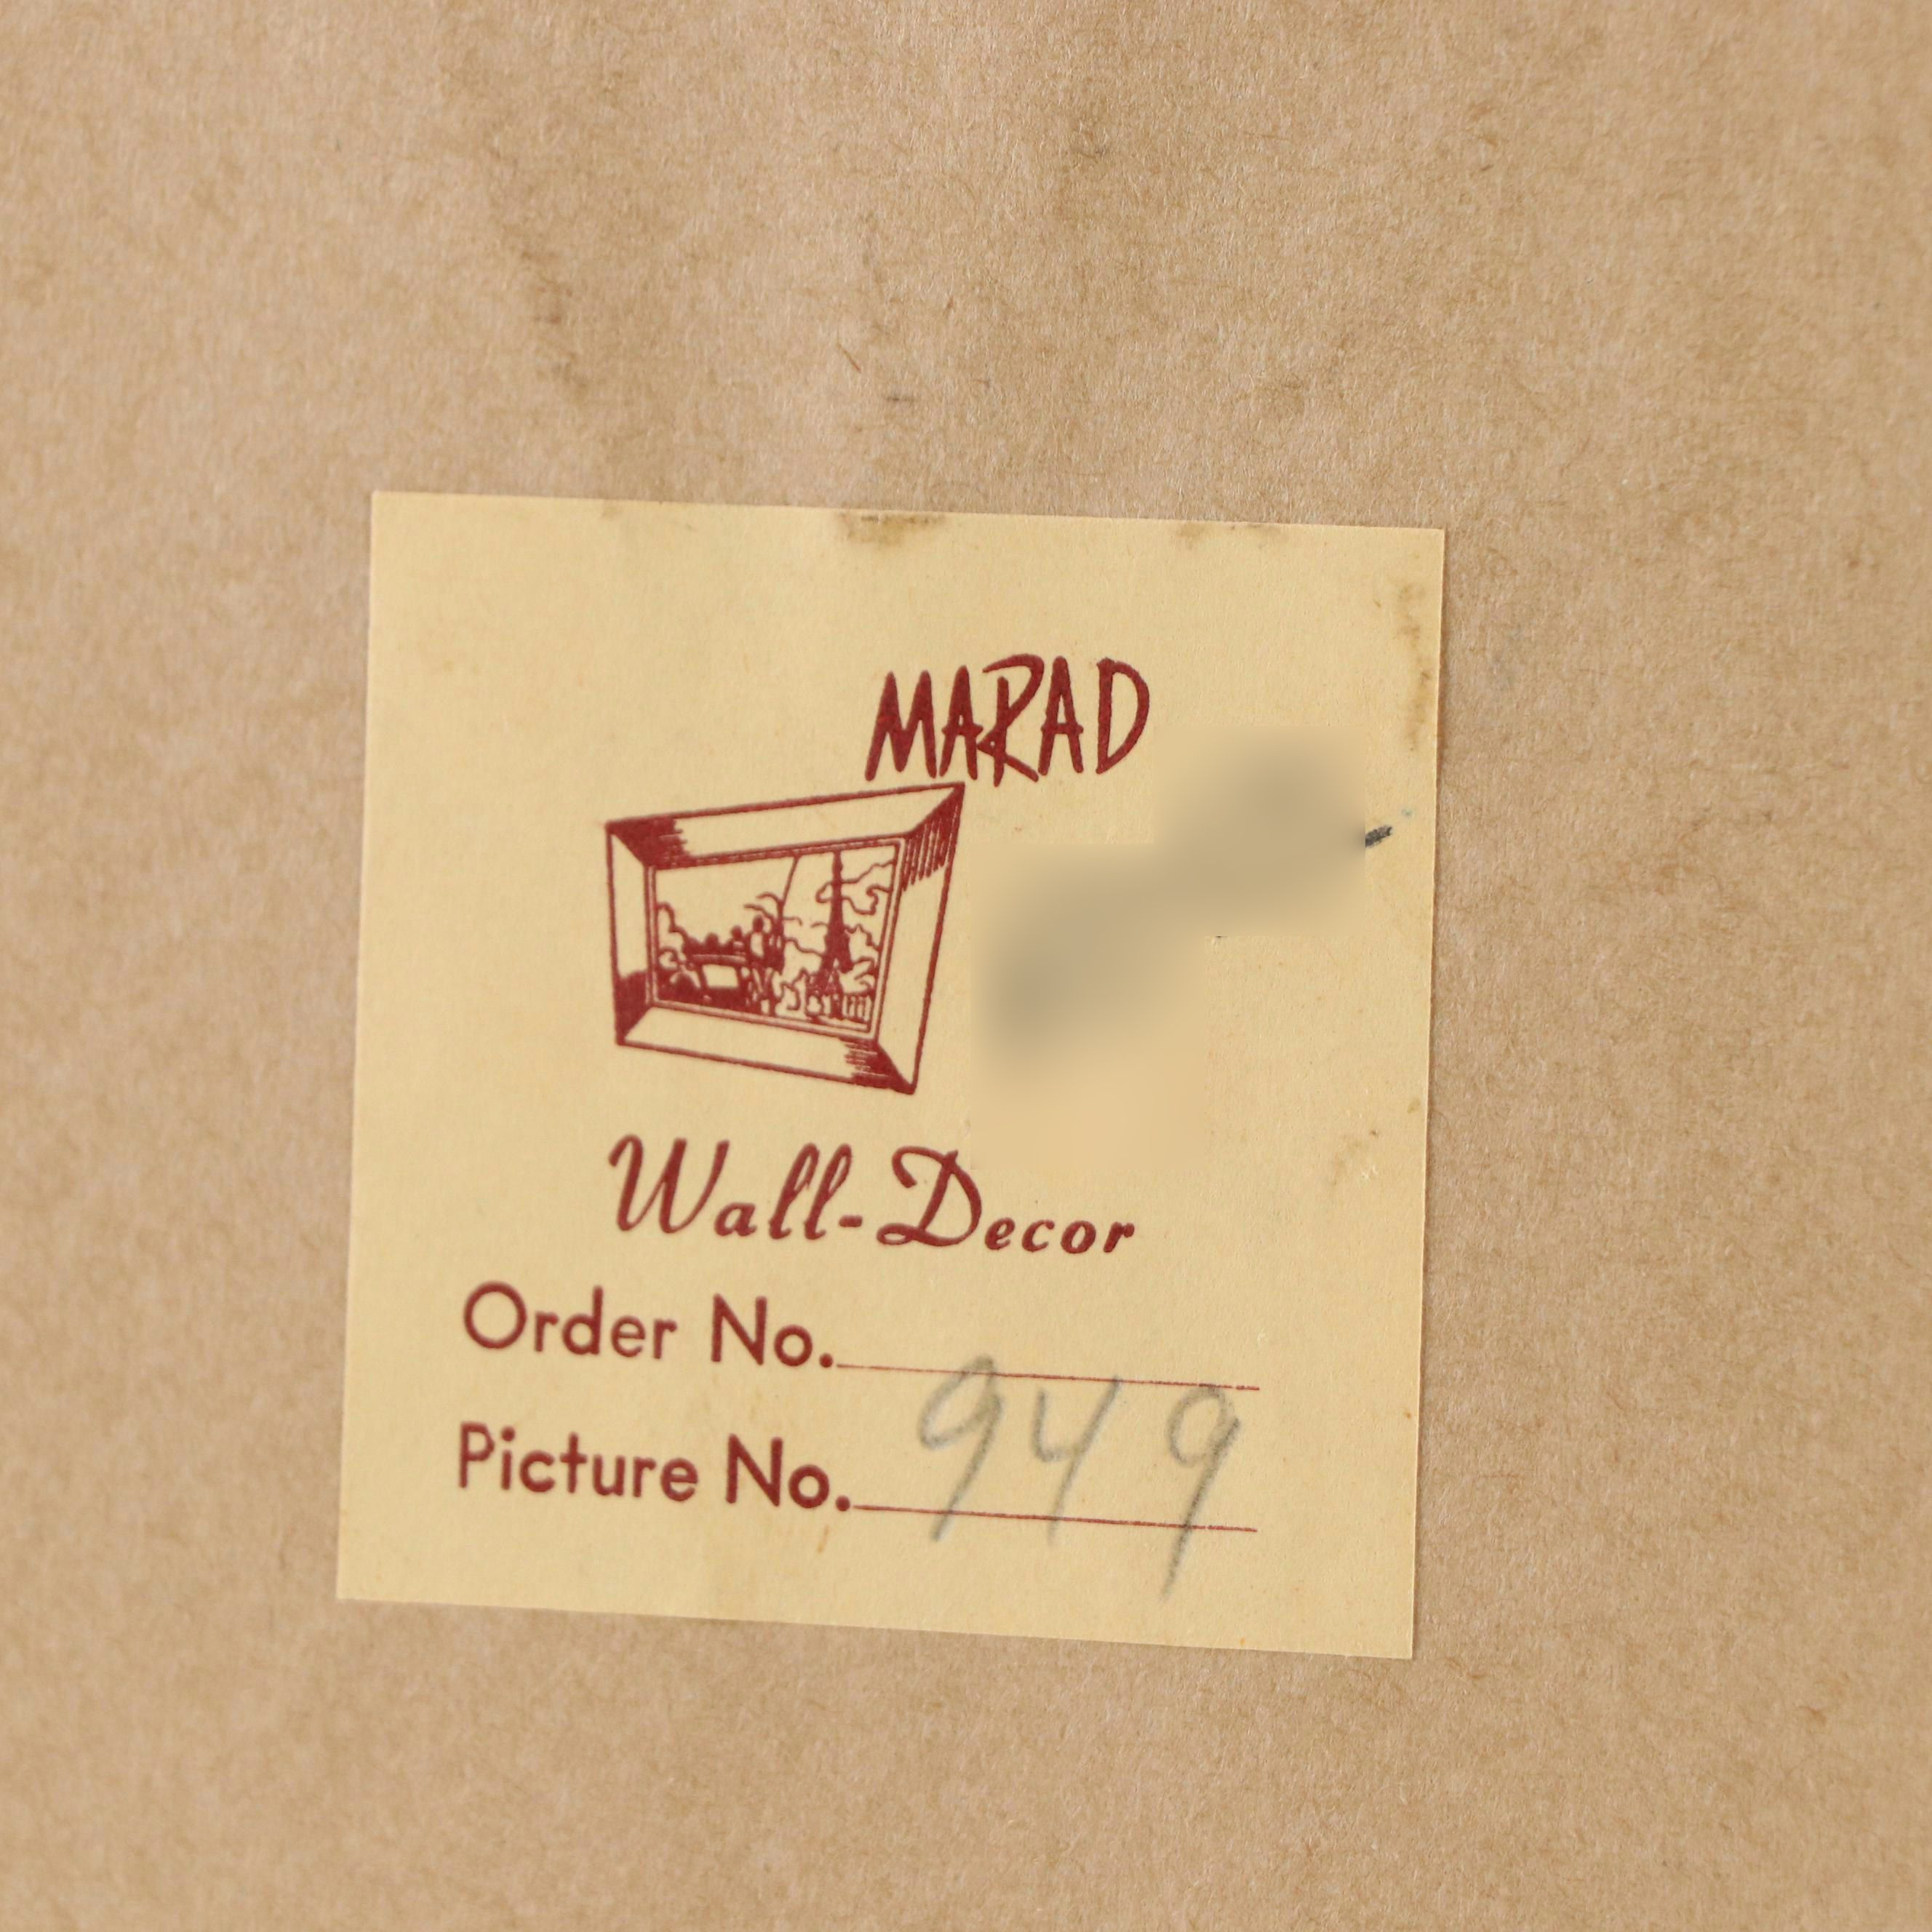 MARAD
Wall-Decor
Order No.
Picture No. 949